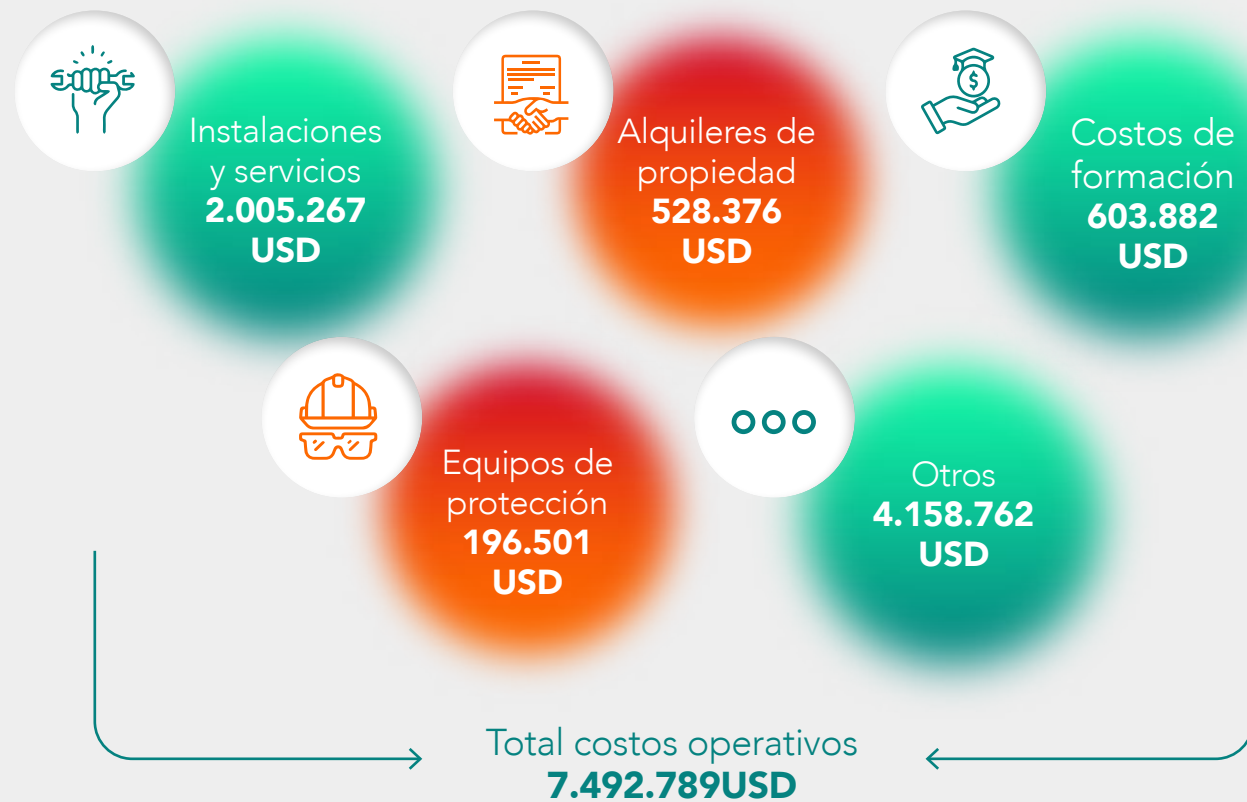 Instalaciones
y servicios
2.005.267
USD
Alquileres de
propiedad
528.376
USD
Costos de
formación
603.882
USD
Equipos de
protección
196.501
USD
Otros
4.158.762
USD
Total costos operativos
7.492.789USD